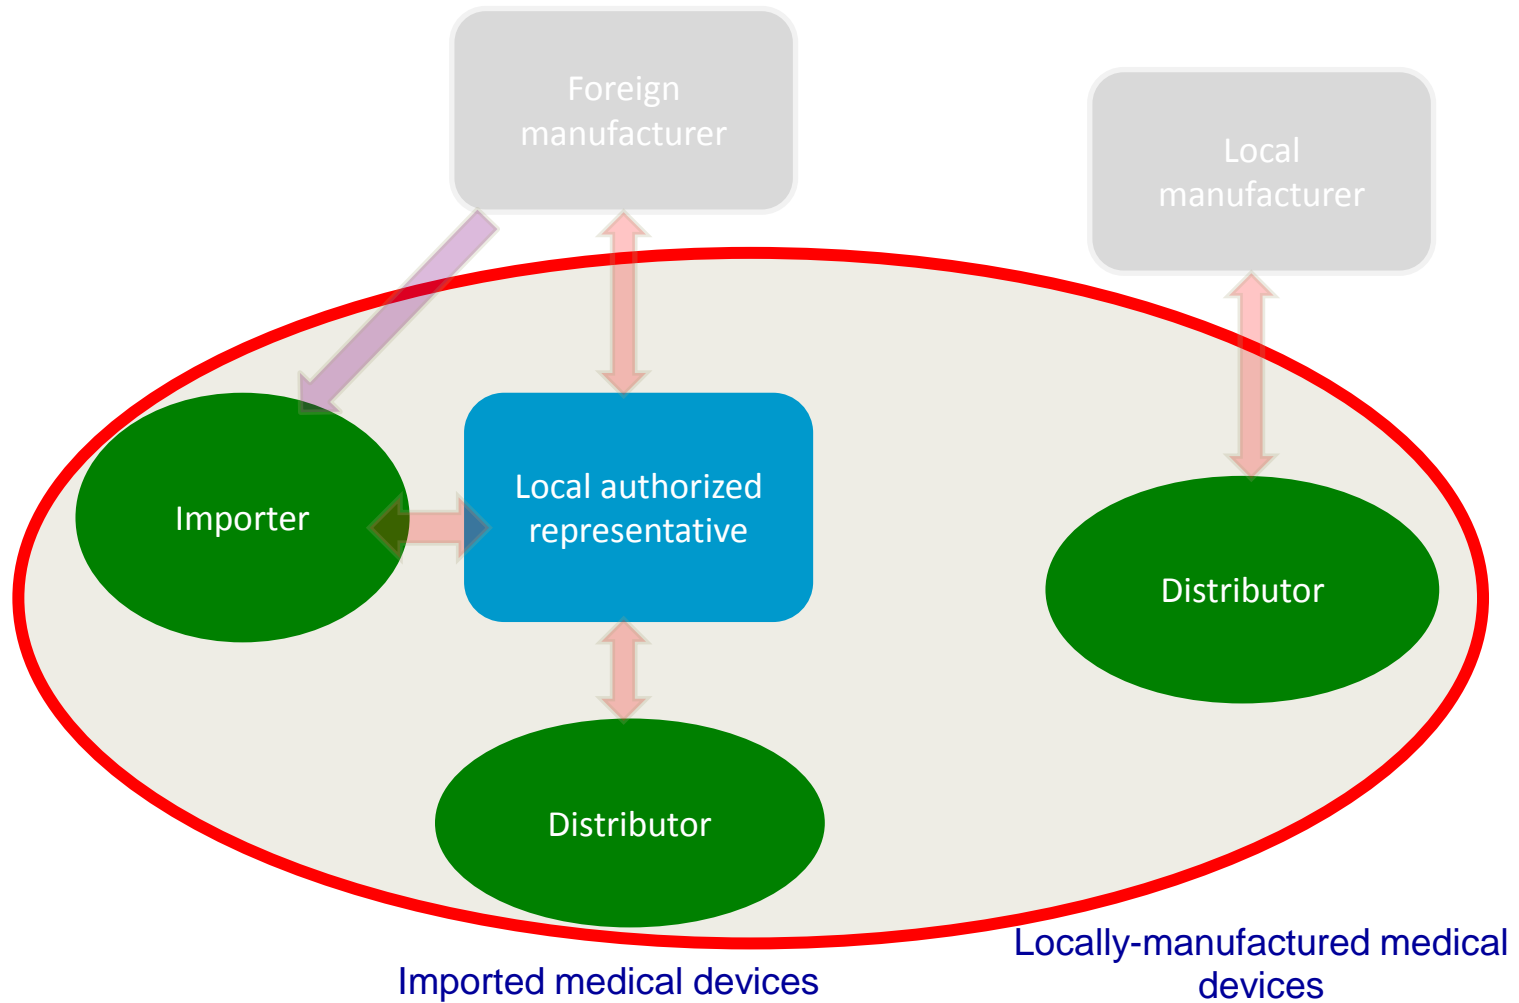 Foreign
manufacturer
Local
manufacturer
Importer
Local authorized
representative
Distributor
Distributor
Imported medical devices
Locally-manufactured medical
devices